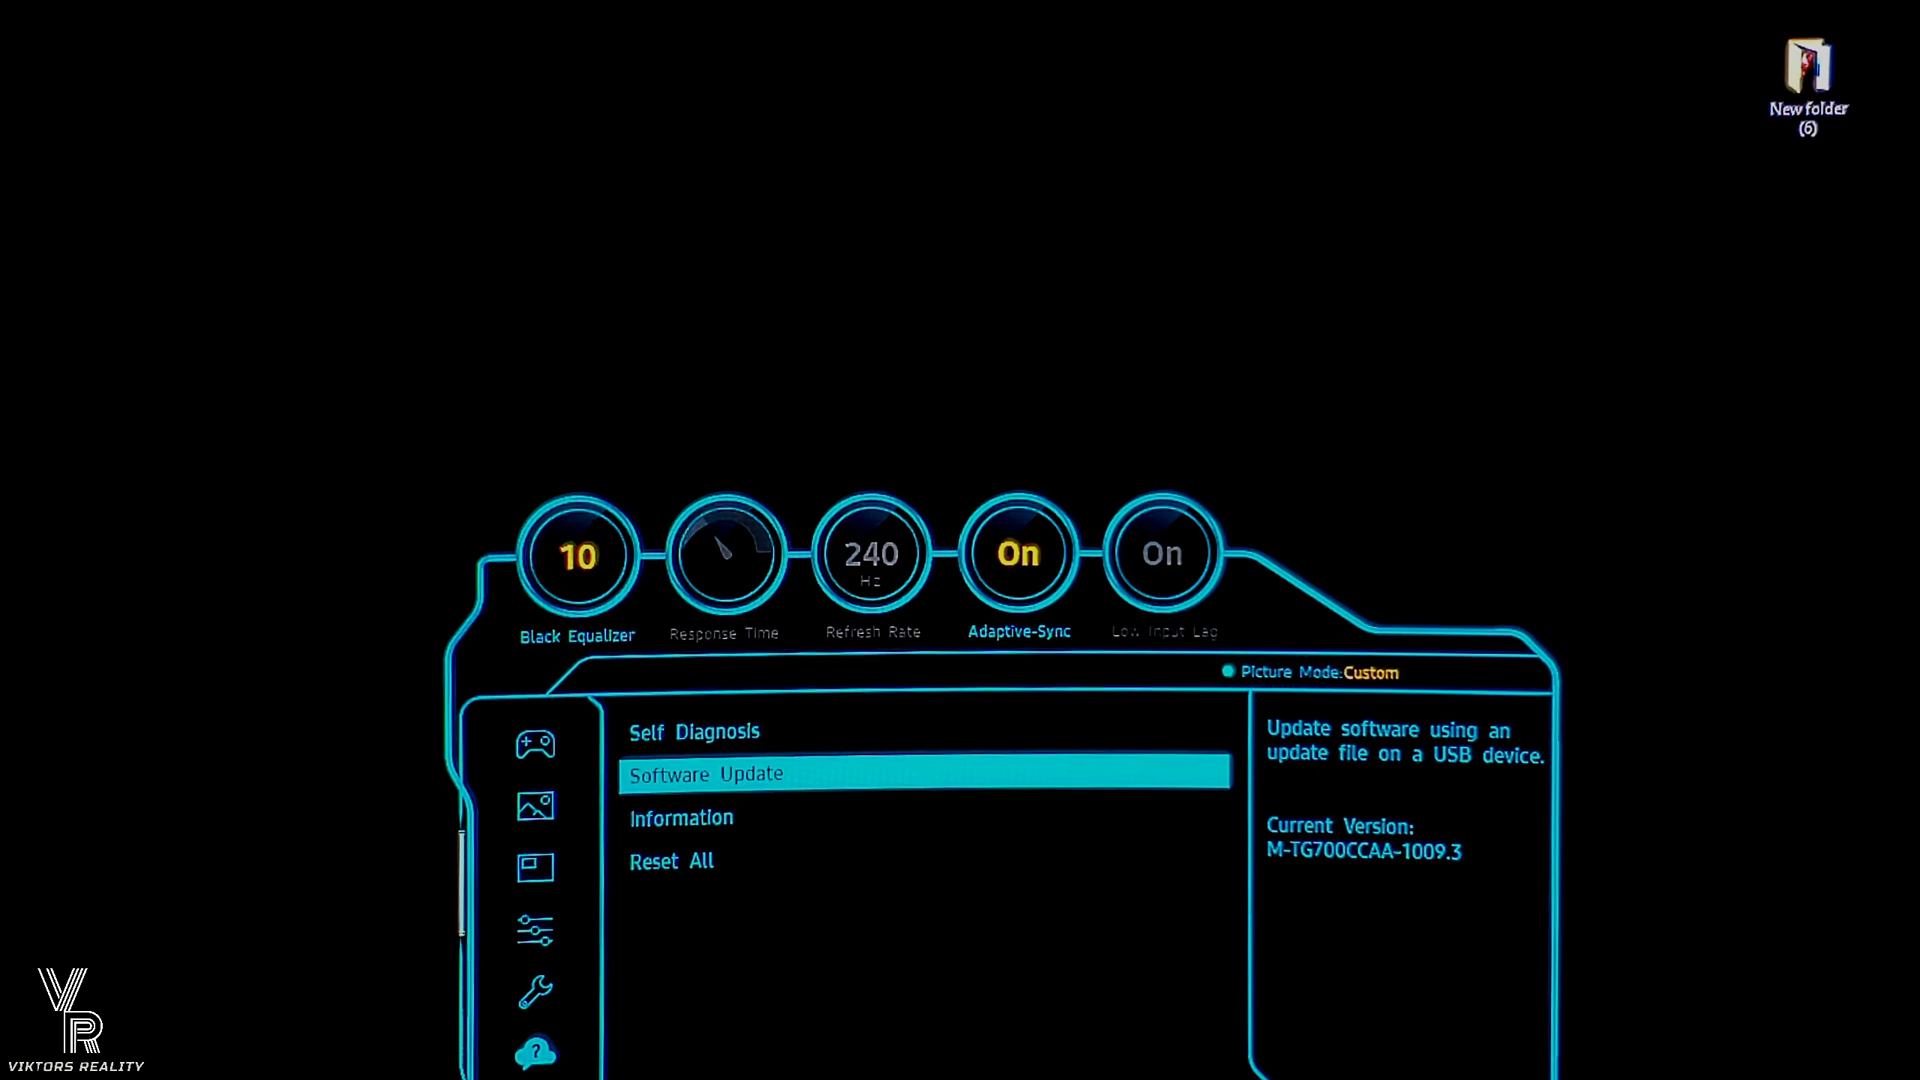 New folder
(6)
10
240
Hz
On
On
Black Equalizer
Response Time
Refresh Rate
Adaptive-Sync
Low Input Lag
Picture Mode:Custom
Self Diagnosis
Software Update
Information
Reset All
Update software using an
update file on a USB device.
Current Version:
M-TG700CCAA-1009.3
?
VR
VIKTORS REALITY